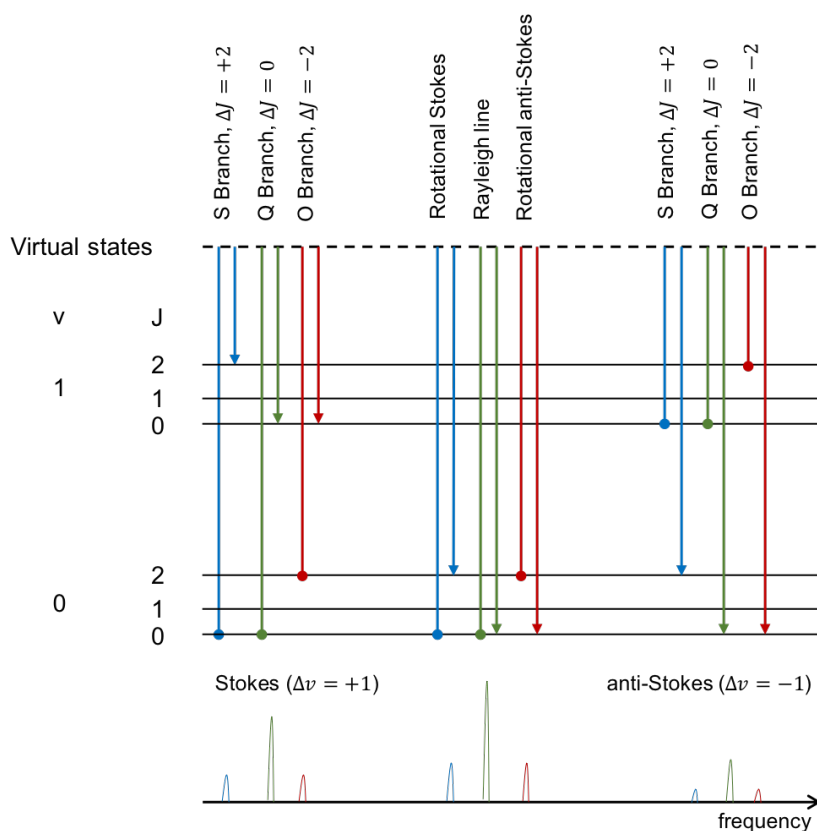 S Branch, ΔJ = +2
Q Branch, ΔJ = 0
O Branch, ΔJ = −2
Rotational Stokes
Rayleigh line
Rotational anti-Stokes
S Branch, ΔJ = +2
Q Branch, ΔJ = 0
O Branch, ΔJ = −2
Virtual states
v J
2
1
1
0
2
0
1
0
Stokes (Δv = +1) anti-Stokes (Δv = −1)
frequency